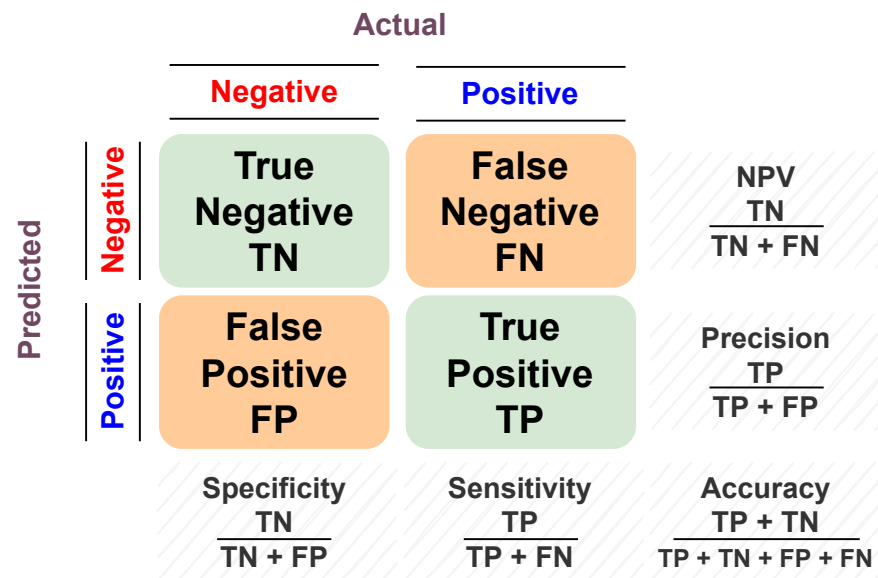 Actual
Negative
Positive
Predicted
Negative
True
Negative
TN
False
Negative
FN
NPV
TN
TN + FN
Positive
False
Positive
FP
True
Positive
TP
Precision
TP
TP + FP
Specificity
TN
TN + FP
Sensitivity
TP
TP + FN
Accuracy
TP + TN
TP + TN + FP + FN